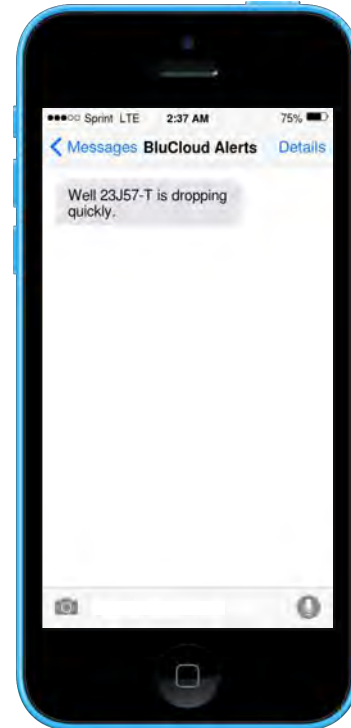 Sprint LTE 2:37 AM 75%
Messages BluCloud Alerts Details
Well 23J57-T is dropping
quickly.